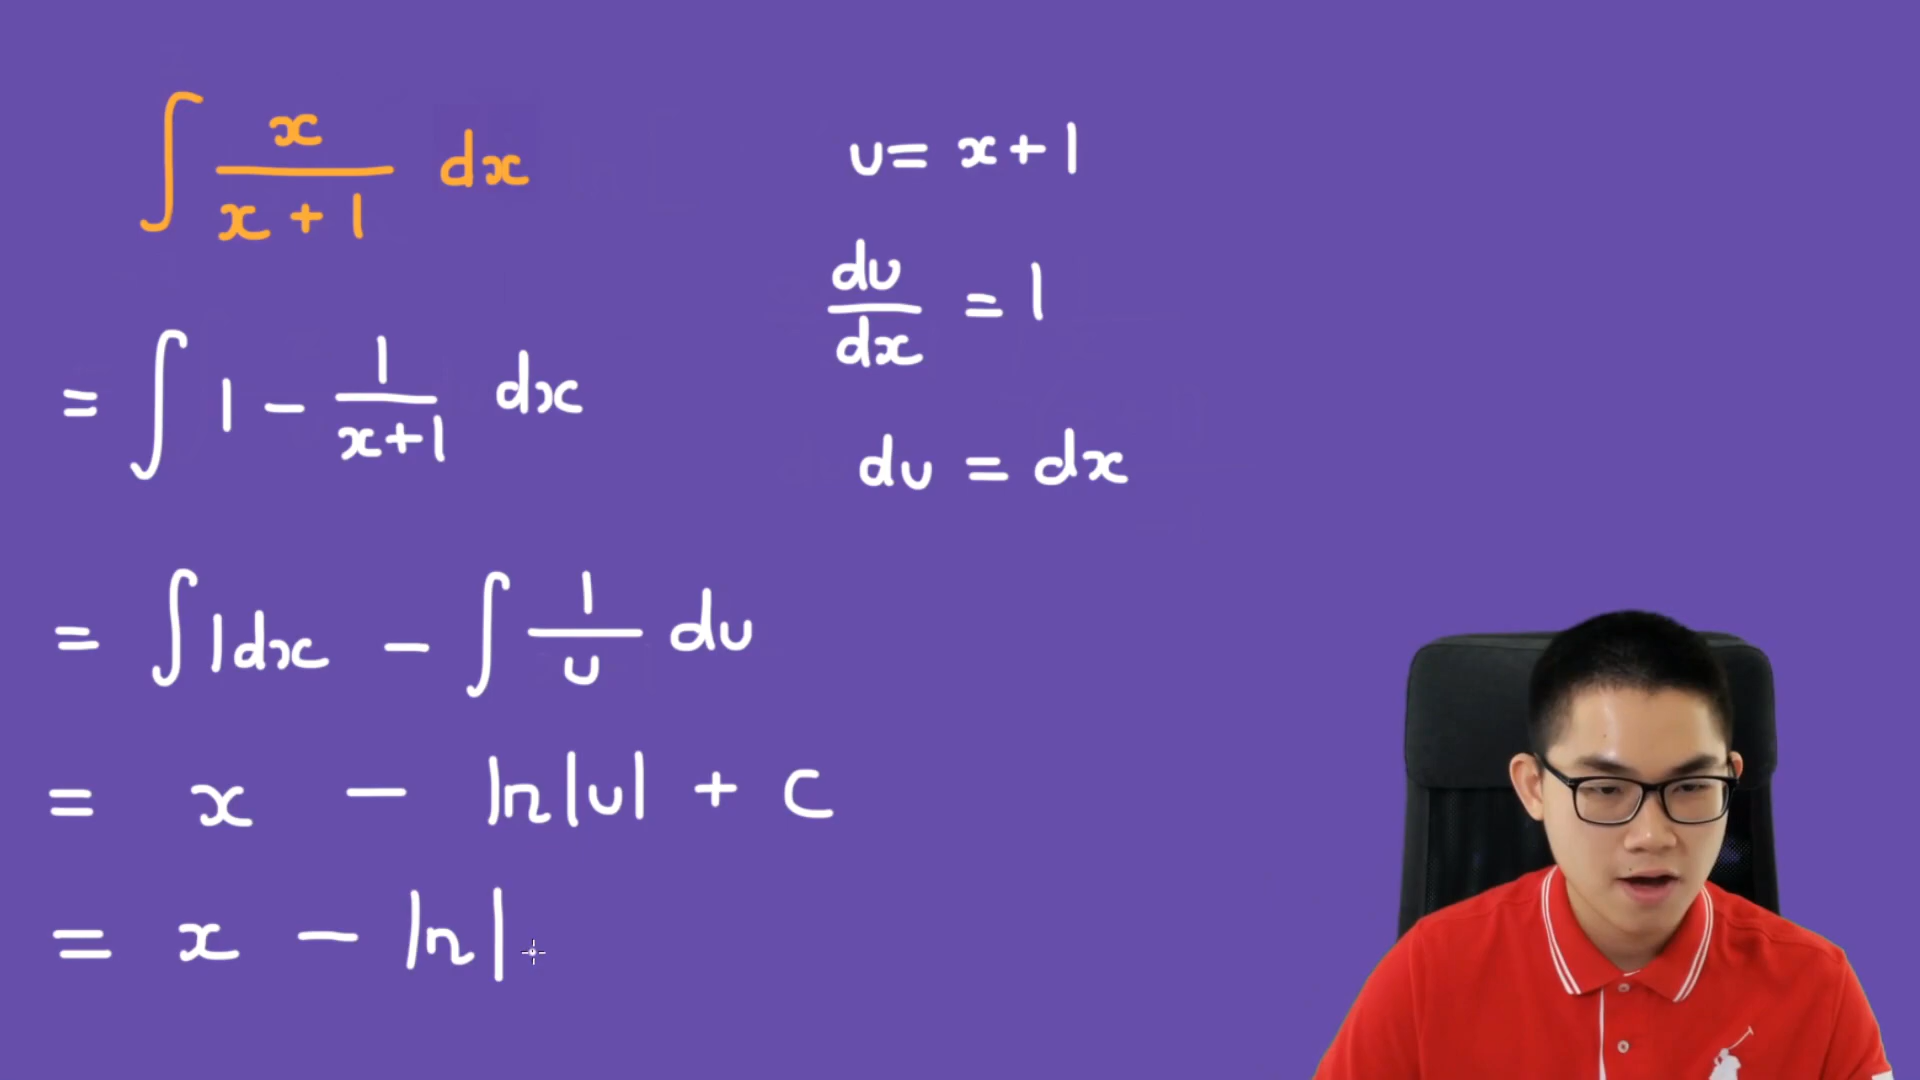 ∫ x/(x+1) dx
= ∫ 1 - 1/(x+1) dx
= ∫ 1dx - ∫ 1/u du
= x - ln|u| + C
= x - ln|
u = x+1
du/dx = 1
du = dx